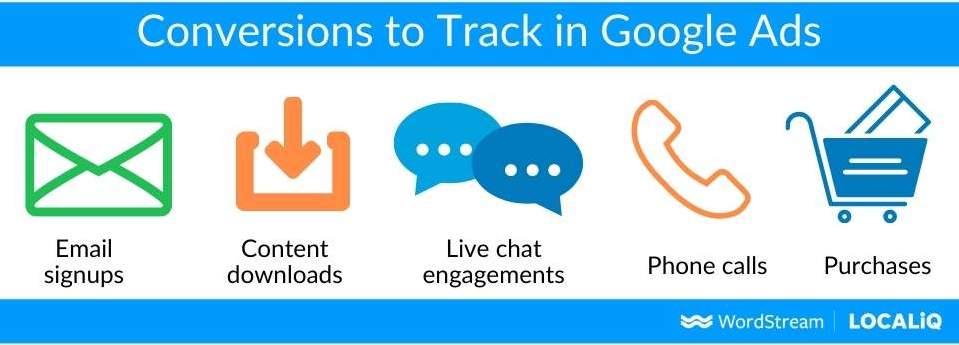 Conversions to Track in Google Ads
Email
signups
Content
downloads
Live chat
engagements
Phone calls
Purchases
WordStream
LOCALiQ